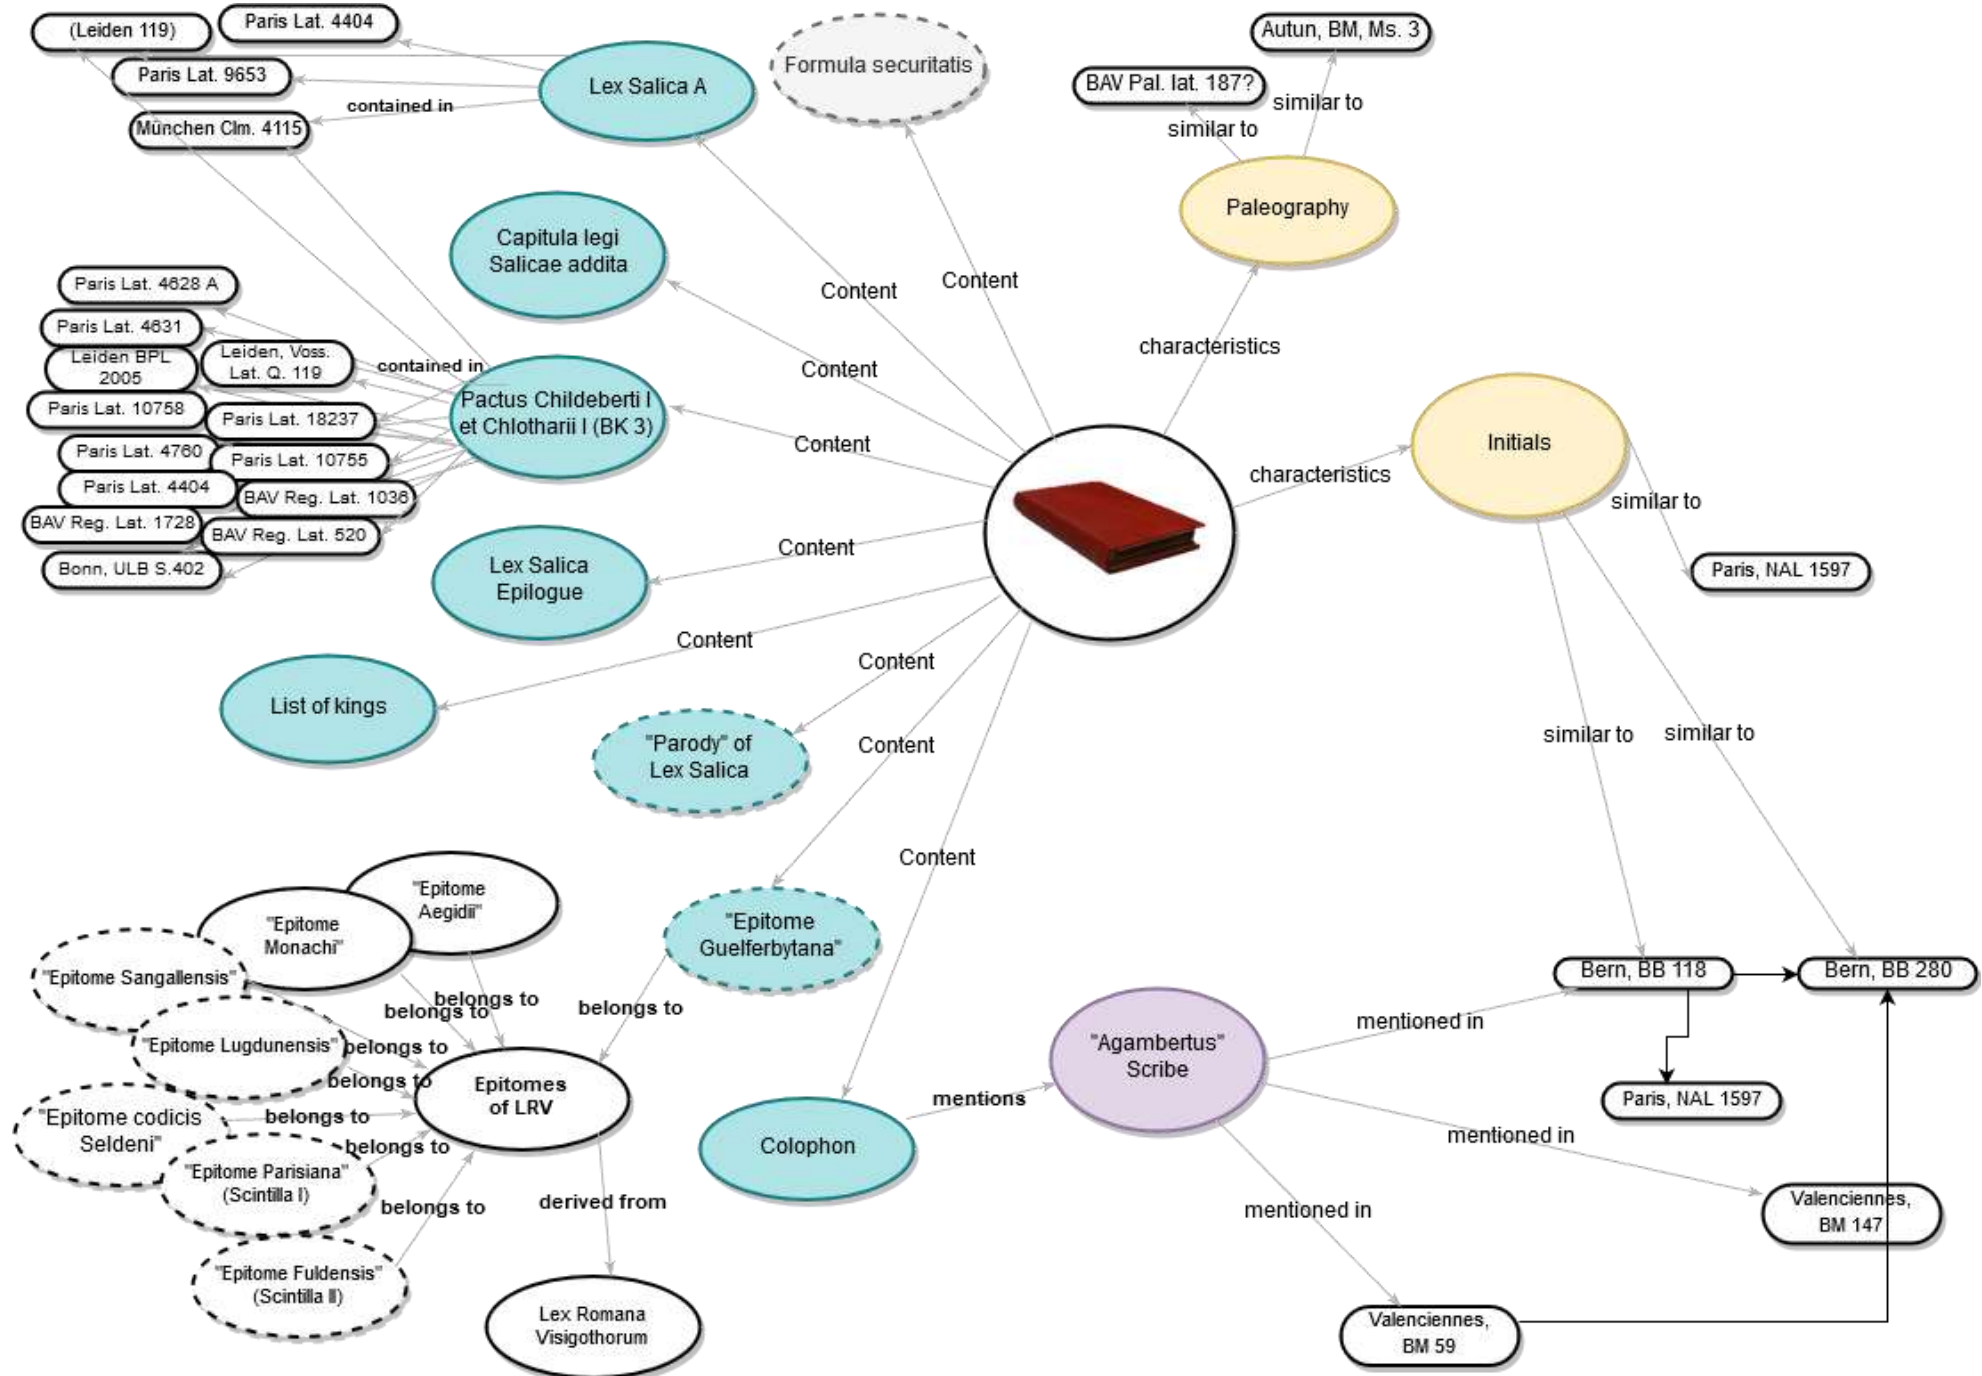 (Leiden 119)
Paris Lat. 4404
Paris Lat. 9653
contained in
München Clm. 4115
Lex Salica A
Formula securitatis
Autun, BM, Ms. 3
BAV Pal. lat. 187?
similar to
similar to
Paleography
Capitula legi
Salicae addita
Content
Content
characteristics
Content
Paris Lat. 4628 A
Paris Lat. 4631
Leiden BPL
2005
Leiden, Voss.
Lat. Q. 119
contained in
Paris Lat. 10758
Paris Lat. 18237
Paris Lat. 4760
Paris Lat. 10755
Paris Lat. 4404
BAV Reg. Lat. 1036
BAV Reg. Lat. 1728
BAV Reg. Lat. 520
Bonn, ULB S.402
Pactus Childeberti I
et Chlotharii I (BK 3)
Content
characteristics
Initials
similar to
Paris, NAL 1597
Lex Salica
Epilogue
Content
List of kings
Content
"Parody" of
Lex Salica
Content
Content
Content
similar to
similar to
"Epitome
Aegidii"
"Epitome
Monachi"
"Epitome Sangallensis"
"Epitome Lugdunensis"
"Epitome codicis
Seldeni"
"Epitome Parisiana"
(Scintilla I)
"Epitome Fuldensis"
(Scintilla II)
belongs to
belongs to
belongs to
belongs to
belongs to
belongs to
belongs to
belongs to
Epitomes
of LRV
derived from
Lex Romana
Visigothorum
"Epitome
Guelferbytana"
Colophon
mentions
"Agambertus"
Scribe
mentioned in
mentioned in
mentioned in
Bern, BB 118
Bern, BB 280
Paris, NAL 1597
Valenciennes,
BM 147
Valenciennes,
BM 59